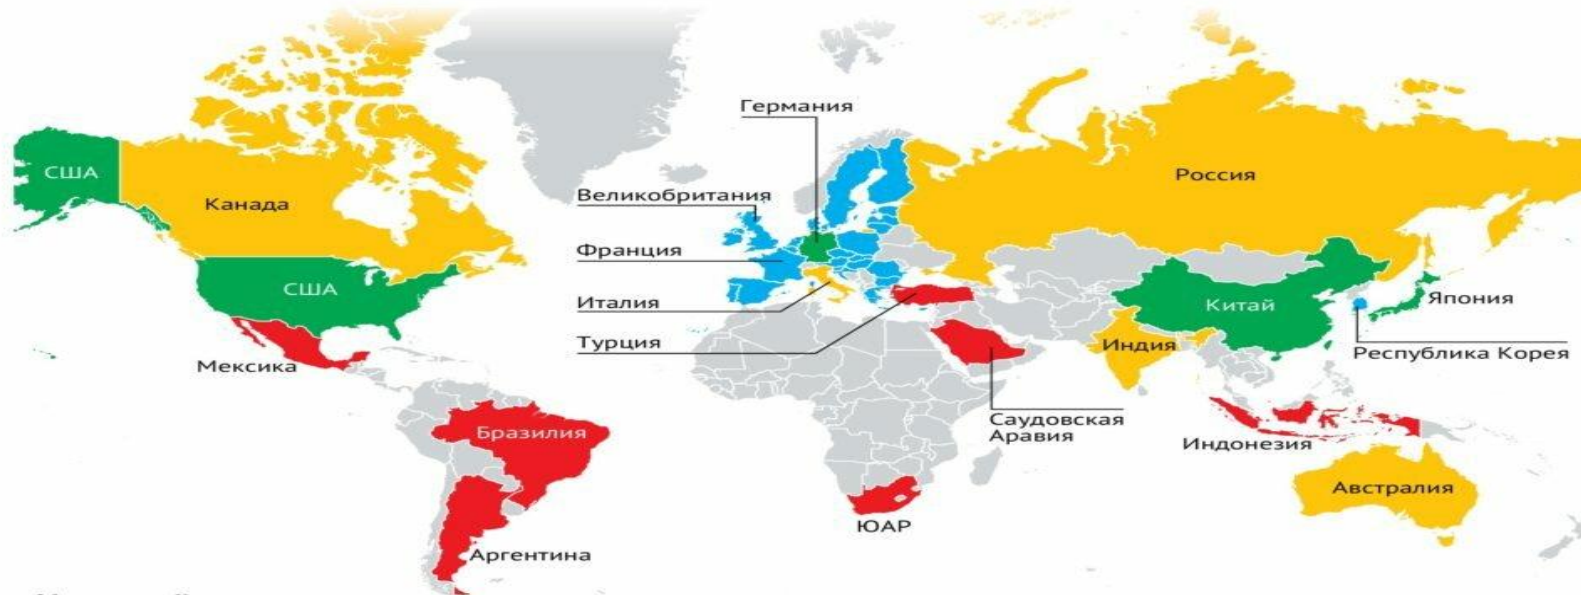 Германия
США
Россия
Великобритания
Канада
Франция
США
Италия
Китай
Япония
Турция
Индия
Республика Корея
Мексика
Саудовская
Аравия
Бразилия
Индонезия
Австралия
ЮАР
Аргентина